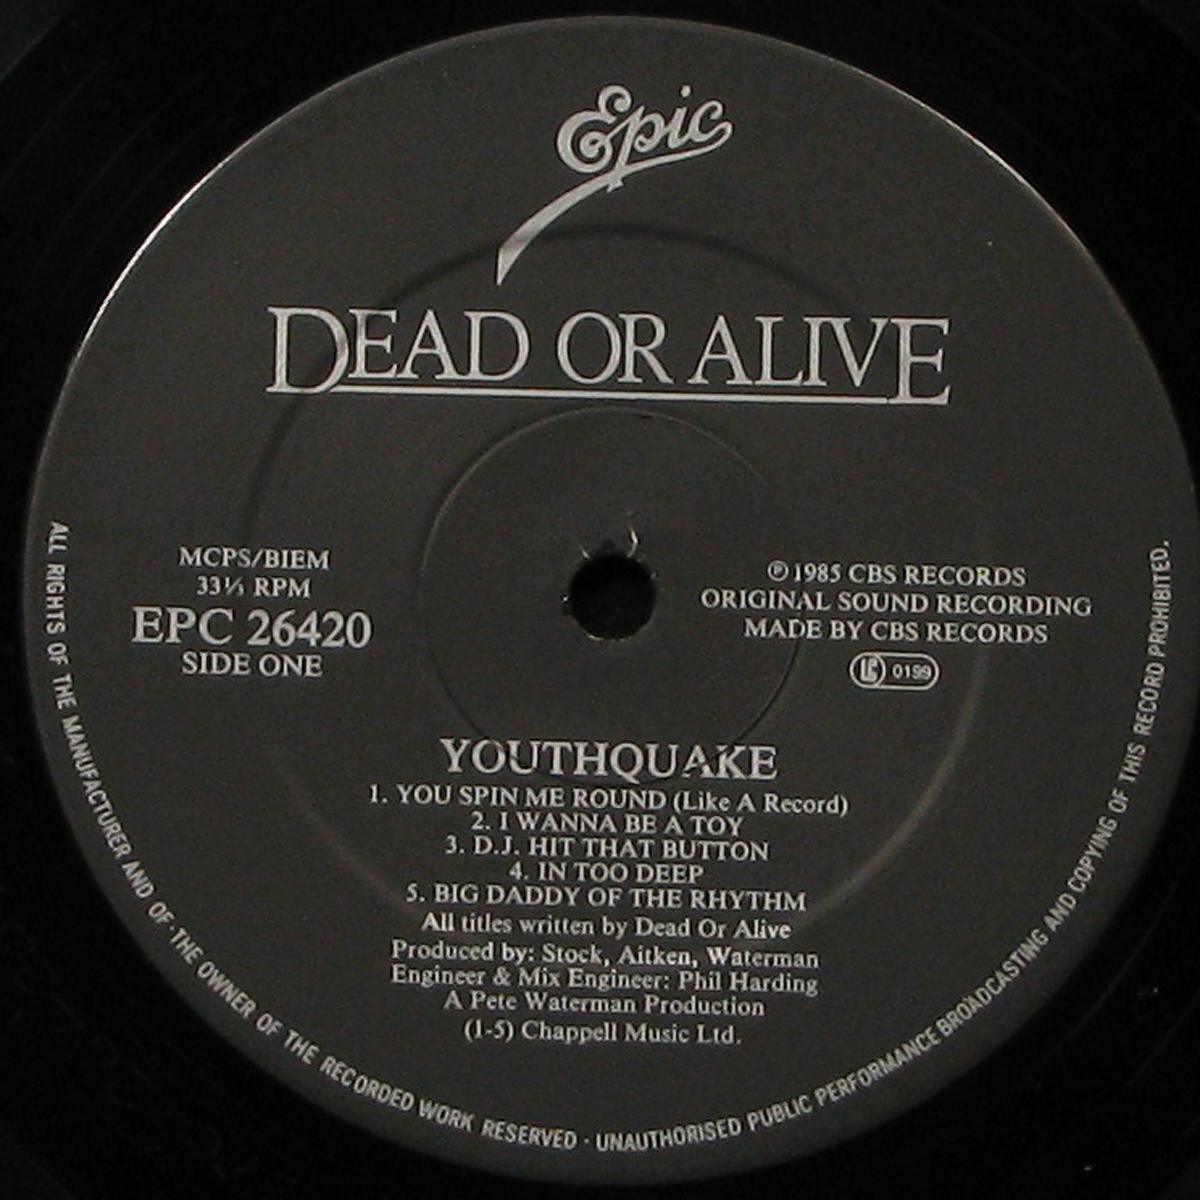 Epic
DEAD OR ALIVE
MCPS/BIEM
33⅓ RPM
EPC 26420
SIDE ONE
℗ 1985 CBS RECORDS
ORIGINAL SOUND RECORDING
MADE BY CBS RECORDS
LC 0199
YOUTHQUAKE
1. YOU SPIN ME ROUND (Like A Record)
2. I WANNA BE A TOY
3. D.J. HIT THAT BUTTON
4. IN TOO DEEP
5. BIG DADDY OF THE RHYTHM
All titles written by Dead Or Alive
Produced by: Stock, Aitken, Waterman
Engineer & Mix Engineer: Phil Harding
A Pete Waterman Production
(1-5) Chappell Music Ltd.
ALL RIGHTS OF THE MANUFACTURER AND OF THE OWNER OF THE RECORDED WORK RESERVED · UNAUTHORISED PUBLIC PERFORMANCE BROADCASTING AND COPYING OF THIS RECORD PROHIBITED.